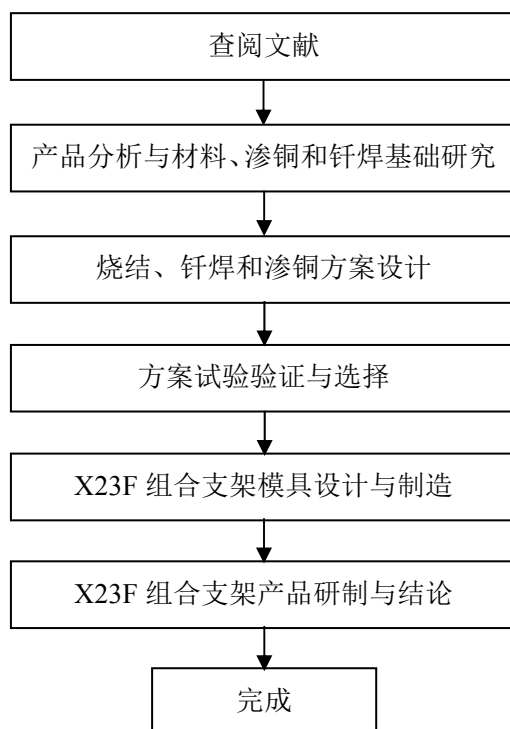 查阅文献
产品分析与材料、渗铜和钎焊基础研究
烧结、钎焊和渗铜方案设计
方案试验验证与选择
X23F 组合支架模具设计与制造
X23F 组合支架产品研制与结论
完成